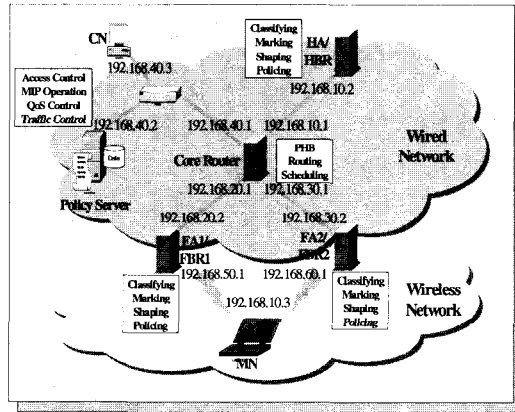 CN
192.168.40.3
Classifying
Marking
Shaping
Policing
HA/
HBR
192.168.10.2
Access Control
MIP Operation
QoS Control
Traffic Control
192.168.40.2
192.168.40.1
192.168.10.1
Wired
Network
Core Router
PHB
Routing
Scheduling
Data
Policy Server
192.168.20.1
192.168.30.1
192.168.20.2
192.168.30.2
FA1/
FBR1
FA2/
FBR2
192.168.50.1
192.168.60.1
Classifying
Marking
Shaping
Policing
192.168.10.3
Classifying
Marking
Shaping
Policing
Wireless
Network
MN